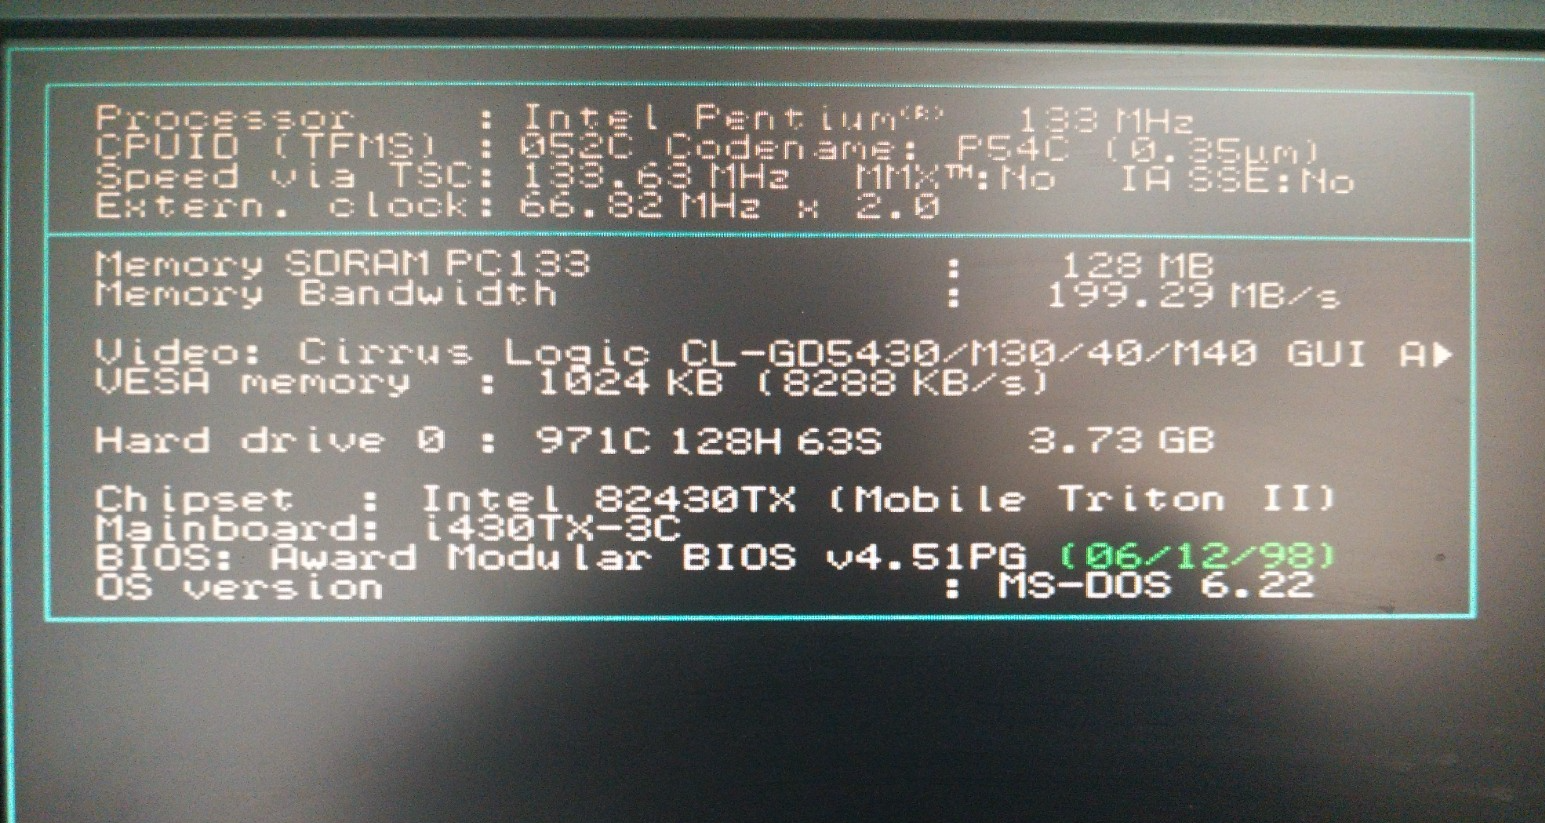 Processor : Intel Pentium(R) 133 MHz
CPUID (TFMS) : 052C Codename: P54C (0.35µm)
Speed via TSC: 133.63 MHz MMX™:No IA SSE:No
Extern. clock: 66.82 MHz x 2.0
Memory SDRAM PC133 : 128 MB
Memory Bandwidth : 199.29 MB/s
Video: Cirrus Logic CL-GD5430/M30/40/M40 GUI A▶
VESA memory : 1024 KB (8288 KB/s)
Hard drive 0 : 971C 128H 63S 3.73 GB
Chipset : Intel 82430TX (Mobile Triton II)
Mainboard: i430TX-3C
BIOS: Award Modular BIOS v4.51PG (06/12/98)
OS version : MS-DOS 6.22